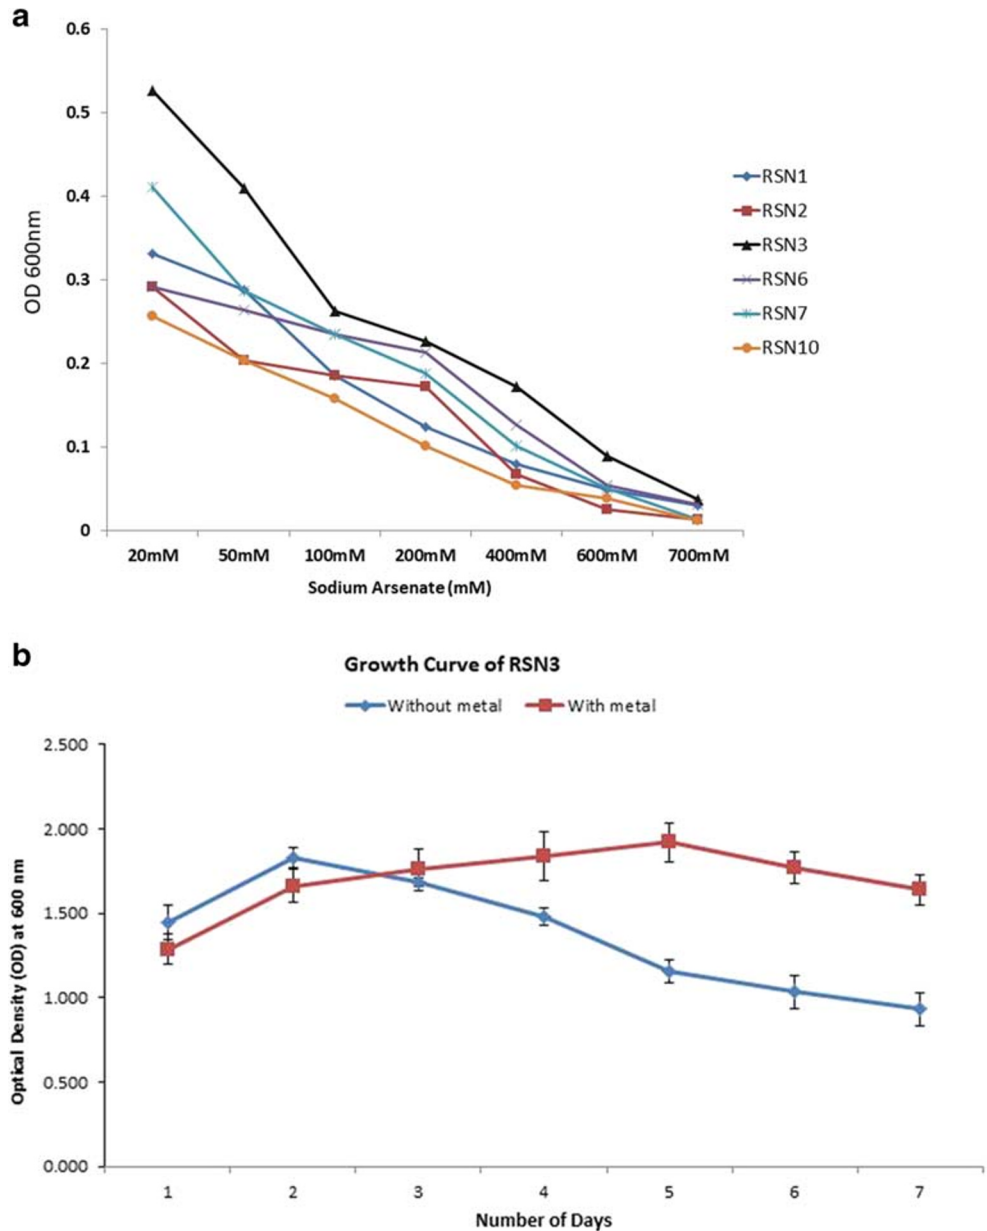 a
0.6
0.5
0.4
0.3
0.2
0.1
0
OD 600nm
20mM 50mM 100mM 200mM 400mM 600mM 700mM
Sodium Arsenate (mM)
RSN1
RSN2
RSN3
RSN6
RSN7
RSN10
b
Growth Curve of RSN3
Without metal With metal
2.500
2.000
1.500
1.000
0.500
0.000
Optical Density (OD) at 600 nm
1 2 3 4 5 6 7
Number of Days